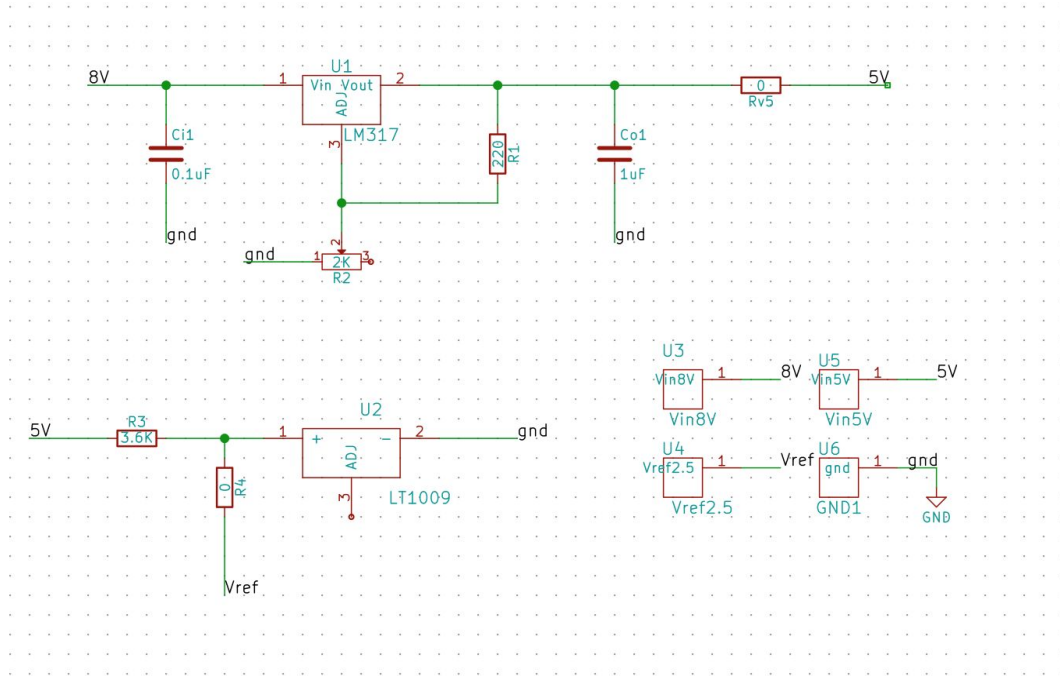 8V
1
U1
Vin Vout
ADJ
2
5V
LM317
3
Ci1
0.1uF
gnd
220
R1
Co1
1uF
gnd
0
Rv5
gnd
1
2
3
2K
R2
5V
R3
3.6K
1
U2
+
−
ADJ
2
gnd
3
LT1009
0
R4
Vref
U3
Vin8V
1
8V
Vin8V
U5
Vin5V
1
5V
Vin5V
U4
Vref2.5
1
Vref
Vref2.5
U6
gnd
1
gnd
GND1
GND